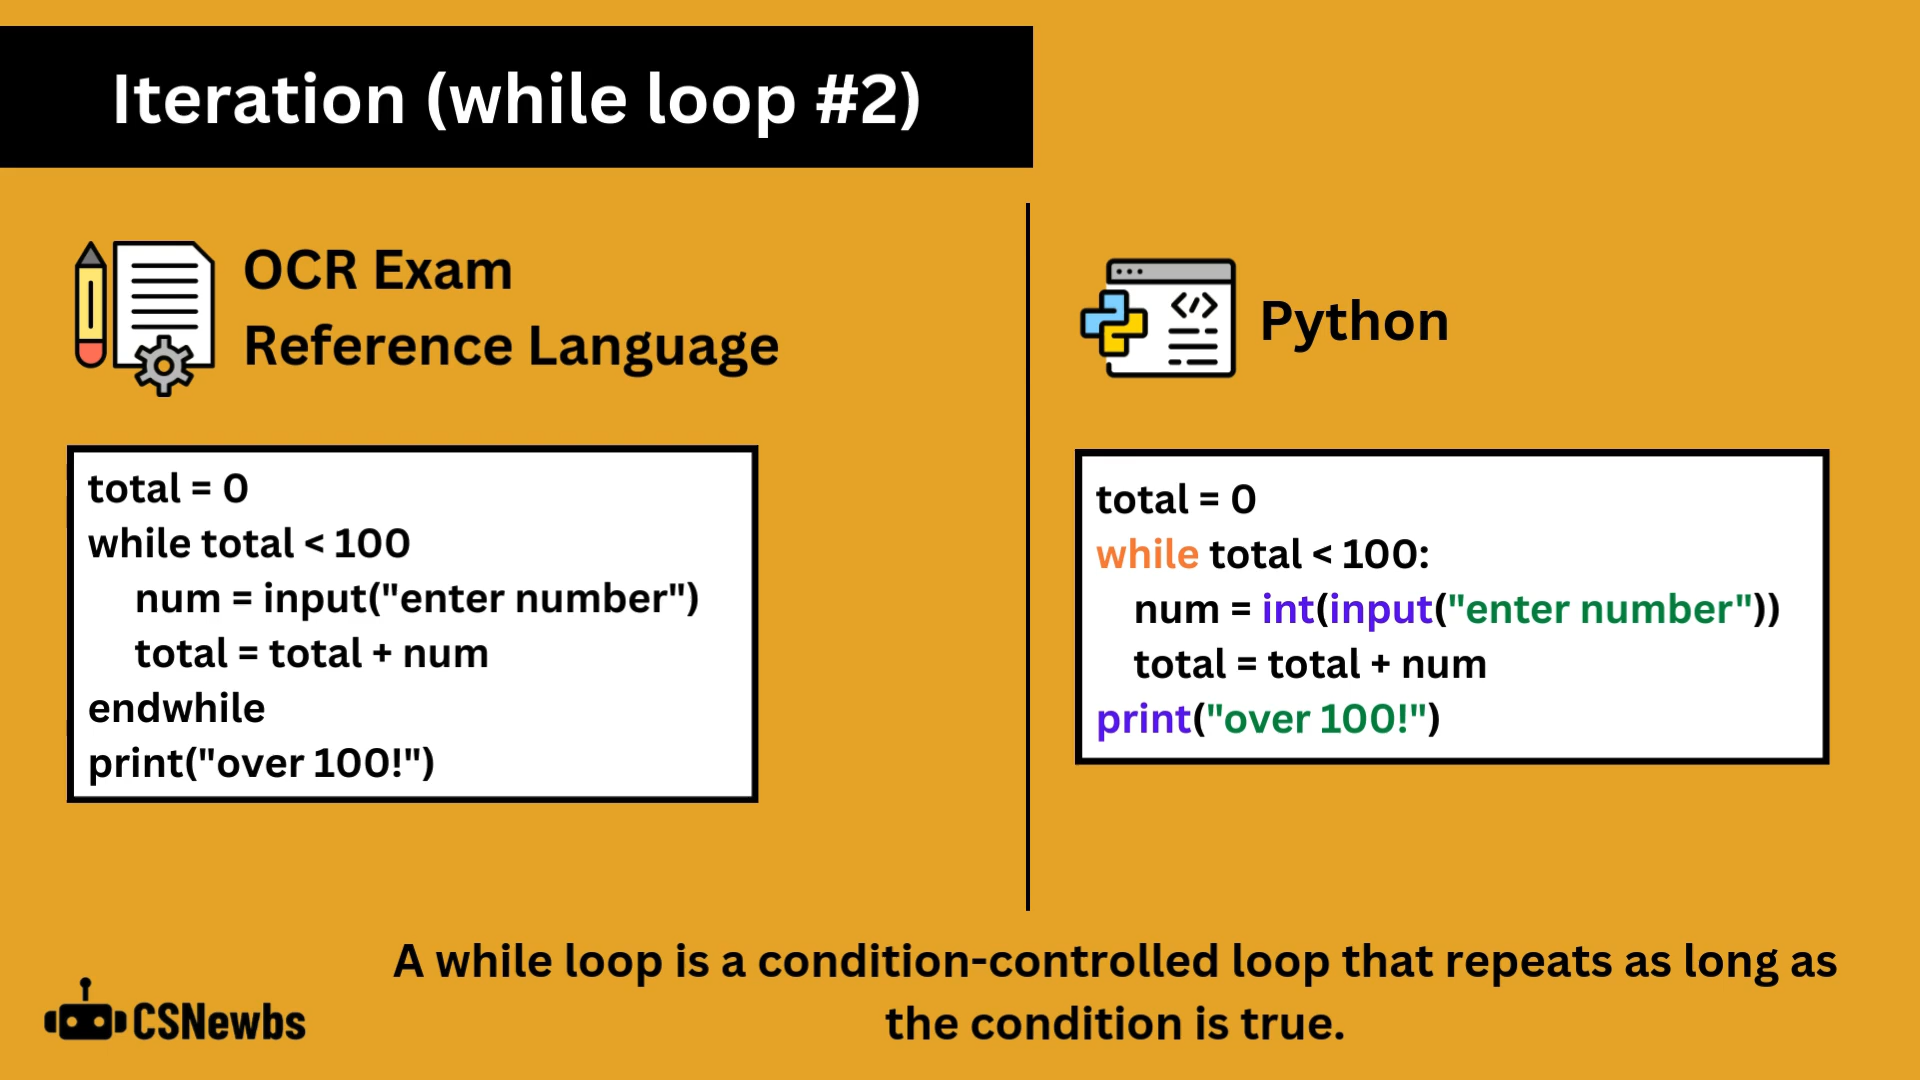 Iteration (while loop #2)
OCR Exam
Reference Language
total = 0
while total < 100
num = input("enter number")
total = total + num
endwhile
print("over 100!")
Python
total = 0
while total < 100:
num = int(input("enter number"))
total = total + num
print("over 100!")
A while loop is a condition-controlled loop that repeats as long as
the condition is true.
CSNewbs